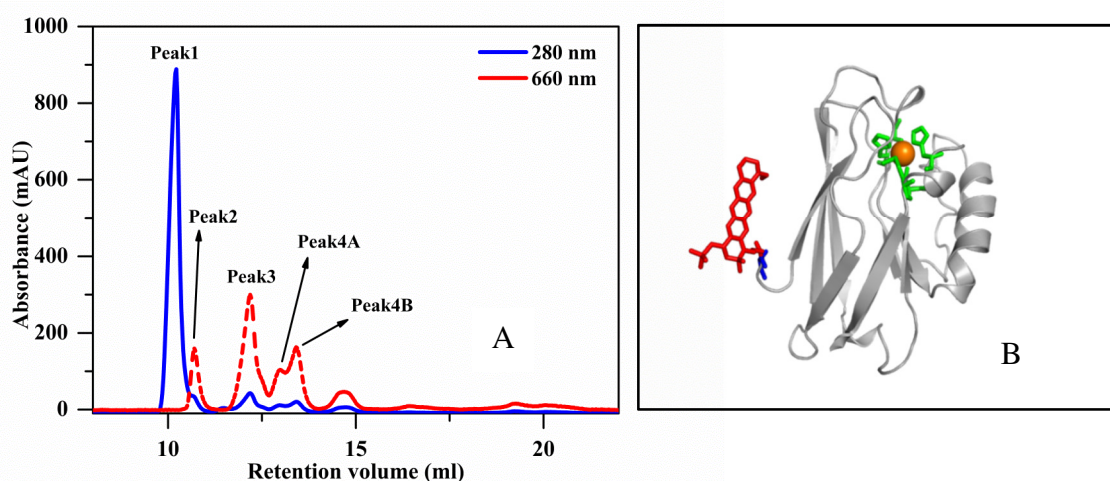 1000
800
600
400
200
0
Absorbance (mAU)
Peak1
280 nm
660 nm
Peak2
Peak4A
Peak3
Peak4B
A
10
15
20
Retention volume (ml)
B